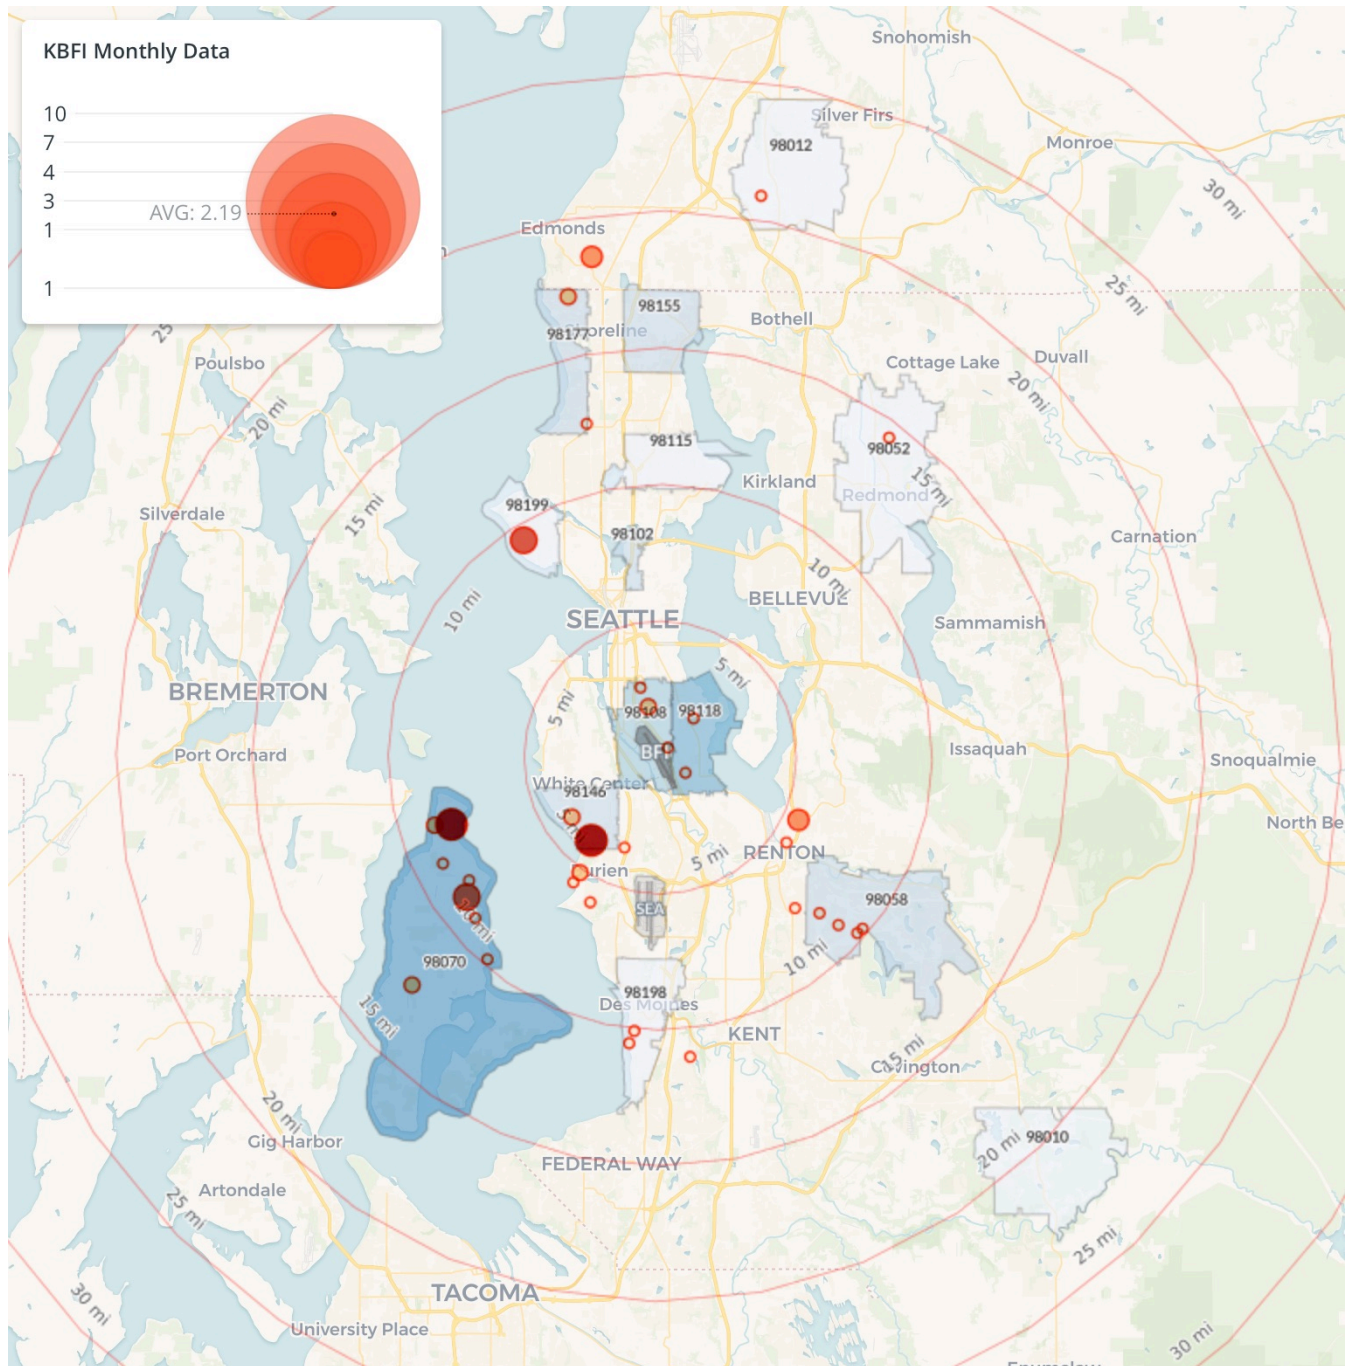 KBFI Monthly Data
10
7
4
3
AVG: 2.19
1
1
Snohomish
Silver Firs
98012
Monroe
30 mi
Edmonds
25 mi
98155
98177
Shoreline
Bothell
25
Poulsbo
Cottage Lake
Duvall
20 mi
20 mi
98115
98052
15 mi
Kirkland
Redmond
98199
15 mi
Silverdale
98102
Carnation
10 mi
10 mi
BELLEVUE
SEATTLE
Sammamish
5 mi
BREMERTON
5 mi
98108
98118
Port Orchard
BFI
Issaquah
Snoqualmie
White Center
98146
North Be
5 mi
RENTON
Burien
98058
SEA
98070
10 mi
98198
Des Moines
15 mi
KENT
15 mi
Covington
20 mi
Gig Harbor
98010
20 mi
FEDERAL WAY
Artondale
25 mi
25 mi
TACOMA
30 mi
University Place
30 mi